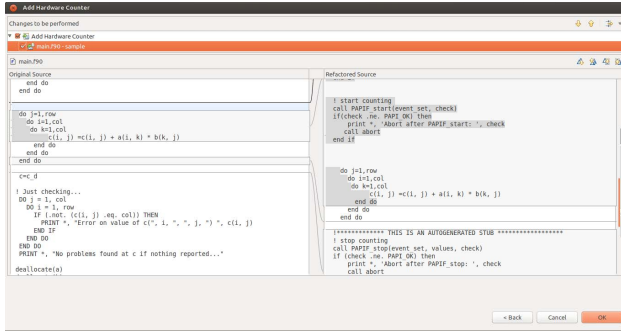 Add Hardware Counter
Changes to be performed
Add Hardware Counter
main.f90 - sample
main.f90
Original Source
end do
end do
do j=1,row
do i=1,col
do k=1,col
c(i, j) =c(i, j) + a(i, k) * b(k, j)
end do
end do
end do
c=c_d
! Just checking...
DO j = 1, col
DO i = 1, row
IF (.not. (c(i, j) .eq. col)) THEN
PRINT *, "Error on value of c(", i, ", ", j, ") ", c(i, j)
END IF
END DO
END DO
PRINT *, "No problems found at c if nothing reported..."
deallocate(a)
Refactored Source
! start counting
call PAPIF_start(event_set, check)
if(check .ne. PAPI_OK) then
print *, 'Abort after PAPIF_start: ', check
call abort
end if
do j=1,row
do i=1,col
do k=1,col
c(i, j) =c(i, j) + a(i, k) * b(k, j)
end do
end do
end do
!************* THIS IS AN AUTOGENERATED STUB ******************
! stop counting
call PAPIF_stop(event_set, values, check)
if (check .ne. PAPI_OK) then
print *, 'Abort after PAPIF_stop: ', check
call abort
< Back
Cancel
OK